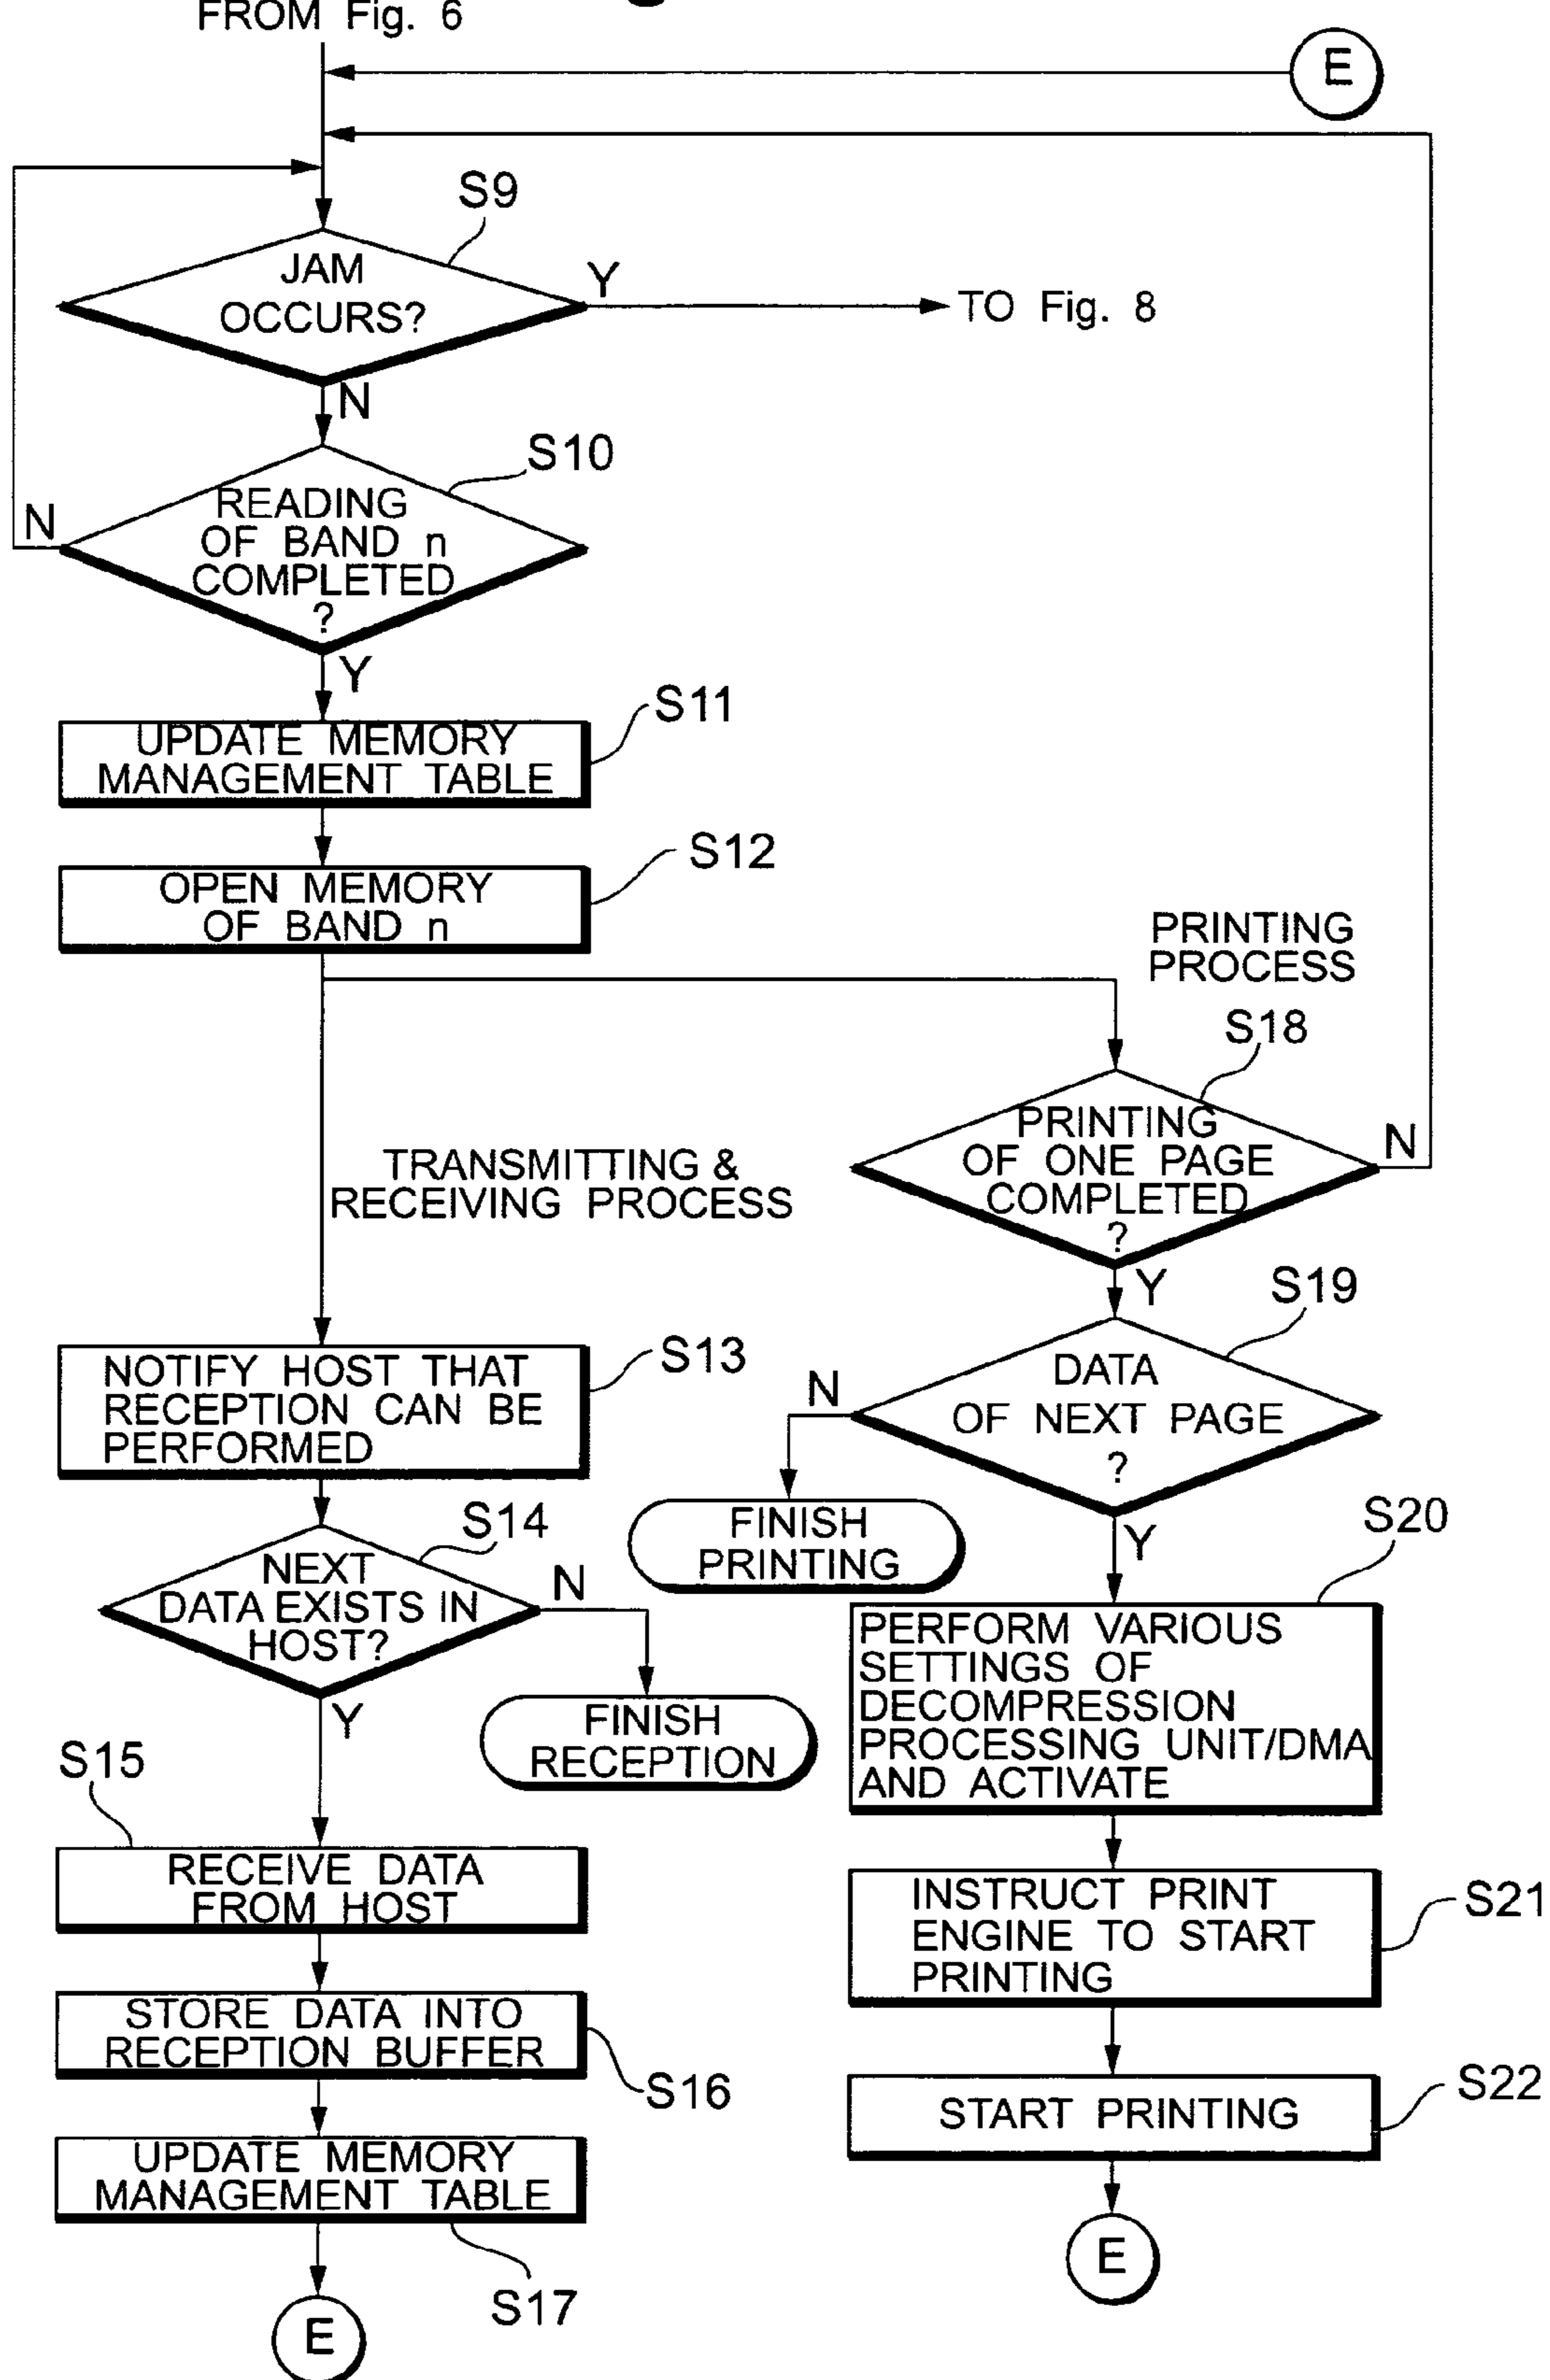 FROM Fig. 6
E
S9
JAM
OCCURS?
Y
TO Fig. 8
N
S10
READING
OF BAND n
COMPLETED
?
N
Y
S11
UPDATE MEMORY
MANAGEMENT TABLE
S12
OPEN MEMORY
OF BAND n
PRINTING
PROCESS
S18
PRINTING
OF ONE PAGE
COMPLETED
?
N
TRANSMITTING &
RECEIVING PROCESS
Y
S19
S13
NOTIFY HOST THAT
RECEPTION CAN BE
PERFORMED
DATA
OF NEXT PAGE
?
N
FINISH
PRINTING
Y
S14
NEXT
DATA EXISTS IN
HOST?
N
FINISH
RECEPTION
Y
S20
PERFORM VARIOUS
SETTINGS OF
DECOMPRESSION
PROCESSING UNIT/DMA
AND ACTIVATE
S15
RECEIVE DATA
FROM HOST
S21
INSTRUCT PRINT
ENGINE TO START
PRINTING
STORE DATA INTO
RECEPTION BUFFER
S16
S22
START PRINTING
UPDATE MEMORY
MANAGEMENT TABLE
S17
E
E